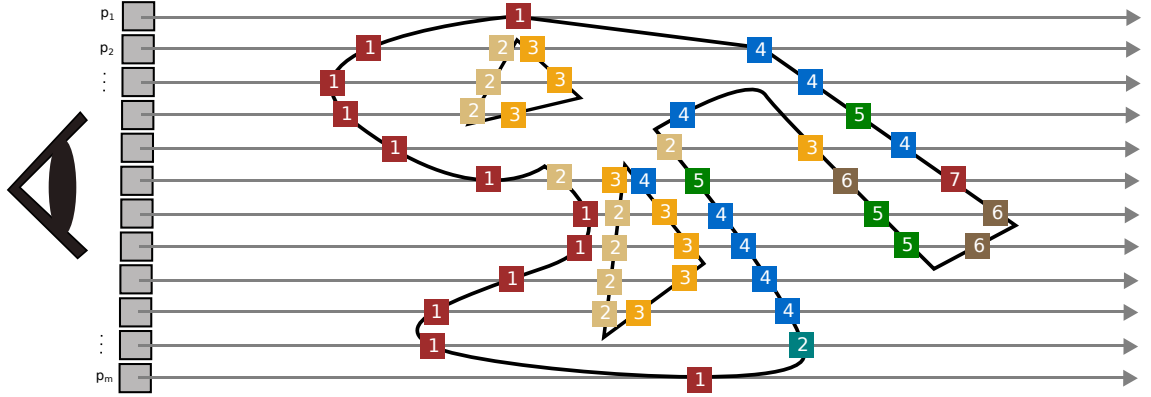 p1 1
p2 1 2 3 4
⋮ 1 2 3 4
1 2 3 4 5
1 2 3 4
1 2 3 4 5 6 7
1 2 3 4 5 6
1 2 3 4 5 6
1 2 3 4
1 2 3 4
⋮ 1 2
pm 1